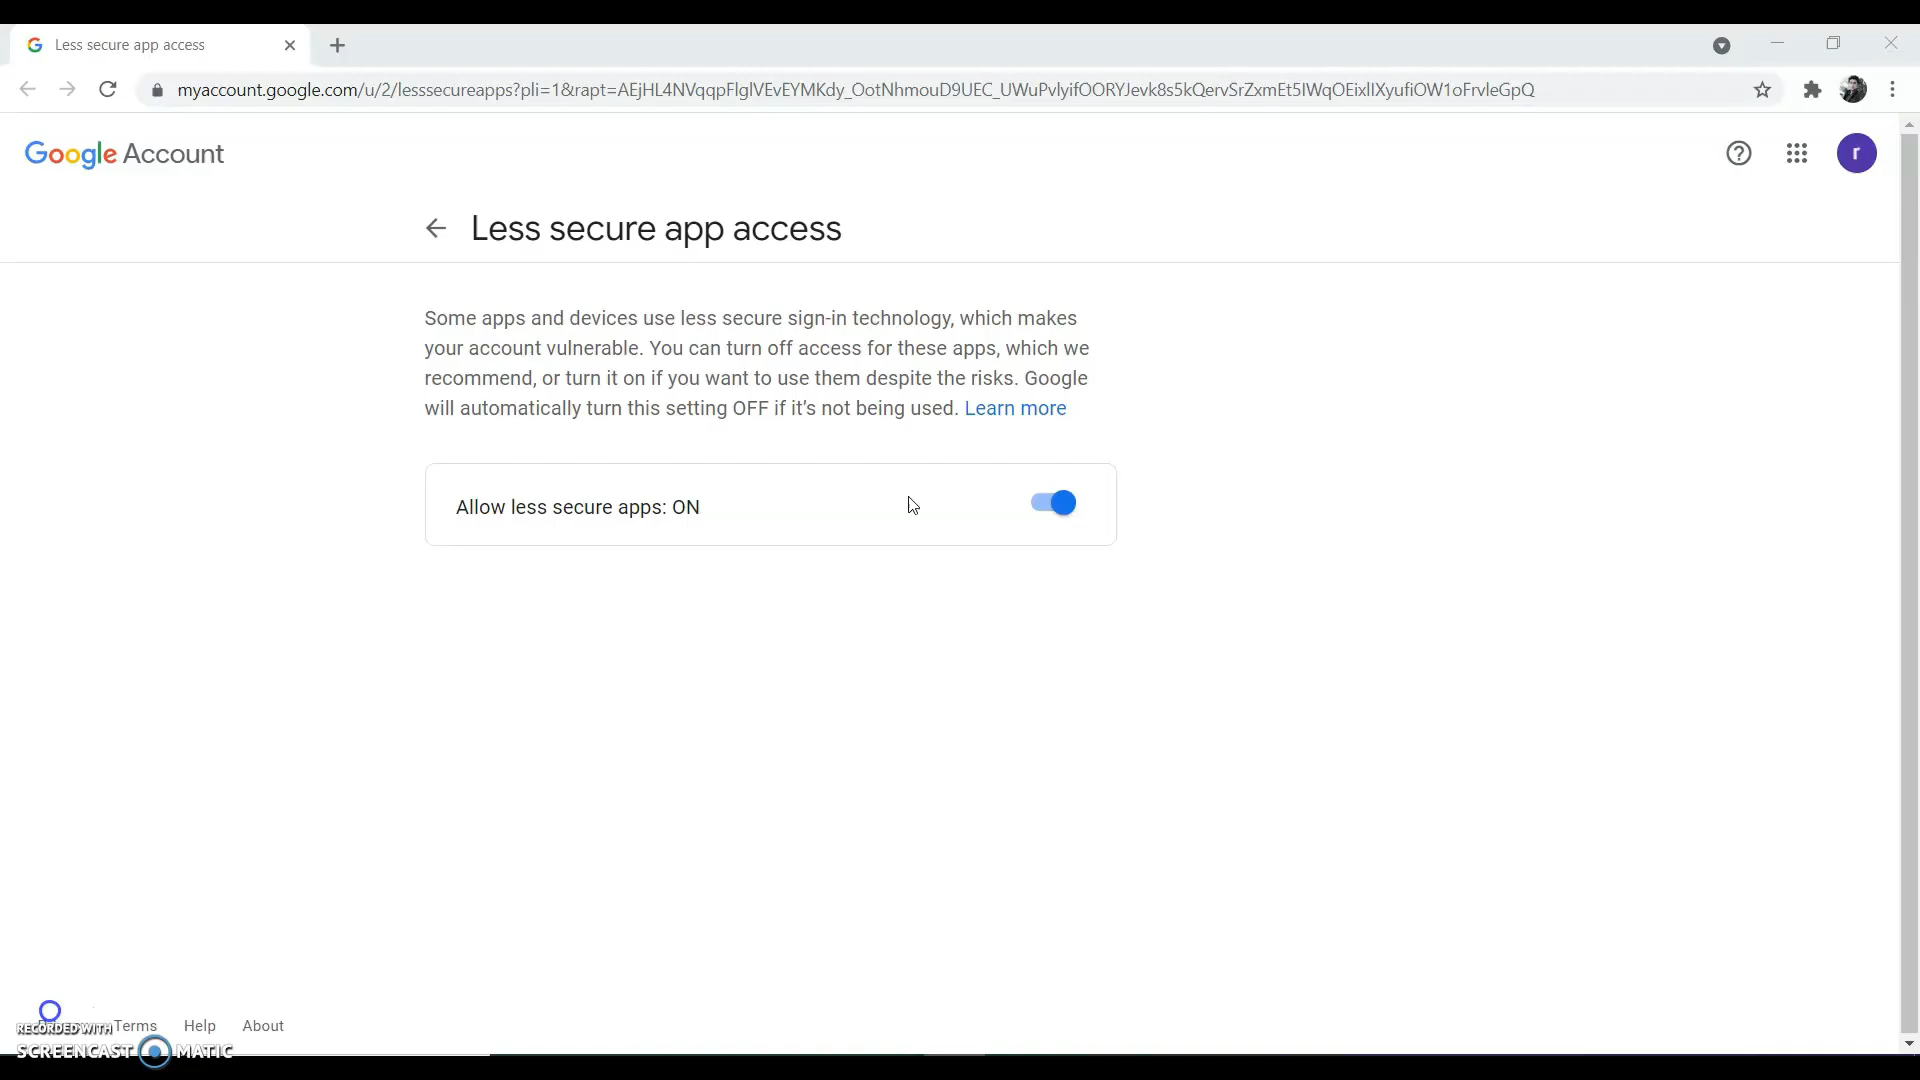 Less secure app access
myaccount.google.com/u/2/lesssecureapps?pli=1&rapt=AEjHL4NVqqpFlglVEvEYMKdy_OotNhmouD9UEC_UWuPvlyifOORYJevk8s5kQervSrZxmEt5IWqOEixlIXyufiOW1oFrvleGpQ
Google Account
r
Less secure app access
Some apps and devices use less secure sign-in technology, which makes
your account vulnerable. You can turn off access for these apps, which we
recommend, or turn it on if you want to use them despite the risks. Google
will automatically turn this setting OFF if it's not being used. Learn more
Allow less secure apps: ON
Terms Help About
RECORDED WITH
SCREENCAST MATIC